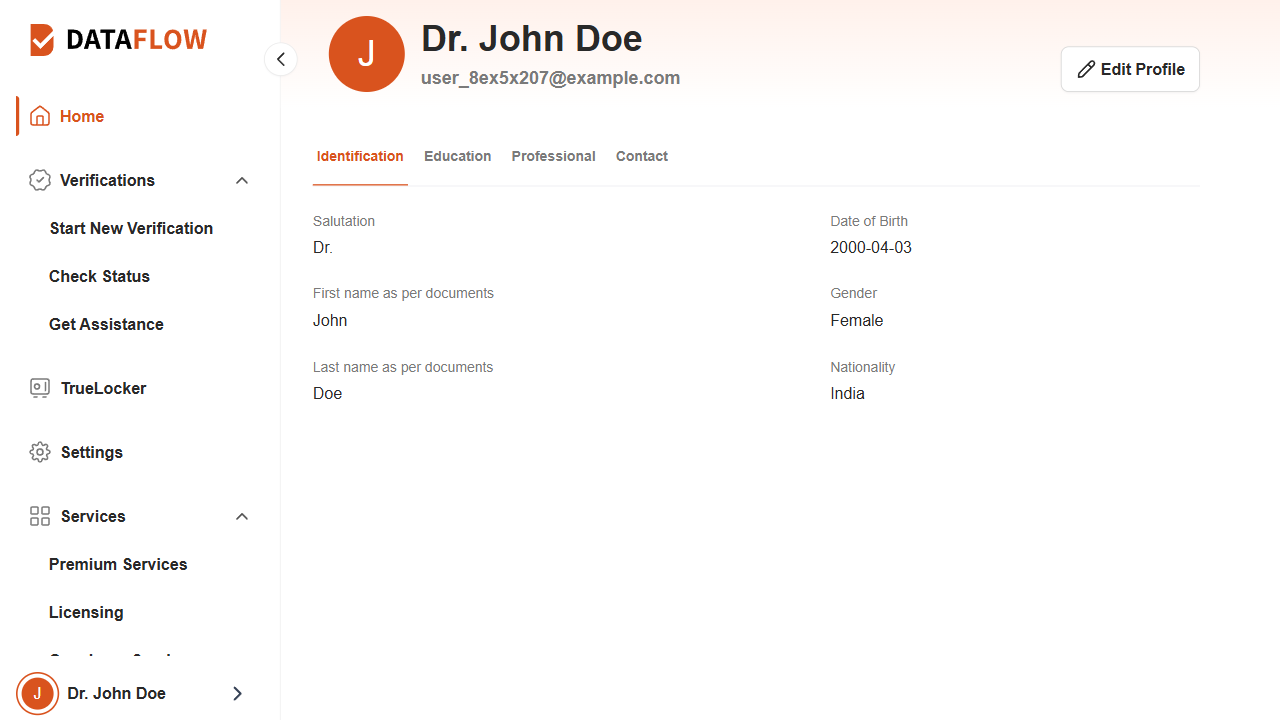 DATAFLOW
Home
Verifications
Start New Verification
Check Status
Get Assistance
TrueLocker
Settings
Services
Premium Services
Licensing
J
Dr. John Doe
J
Dr. John Doe
user_8ex5x207@example.com
Edit Profile
Identification Education Professional Contact
Salutation
Dr.
Date of Birth
2000-04-03
First name as per documents
John
Gender
Female
Last name as per documents
Doe
Nationality
India